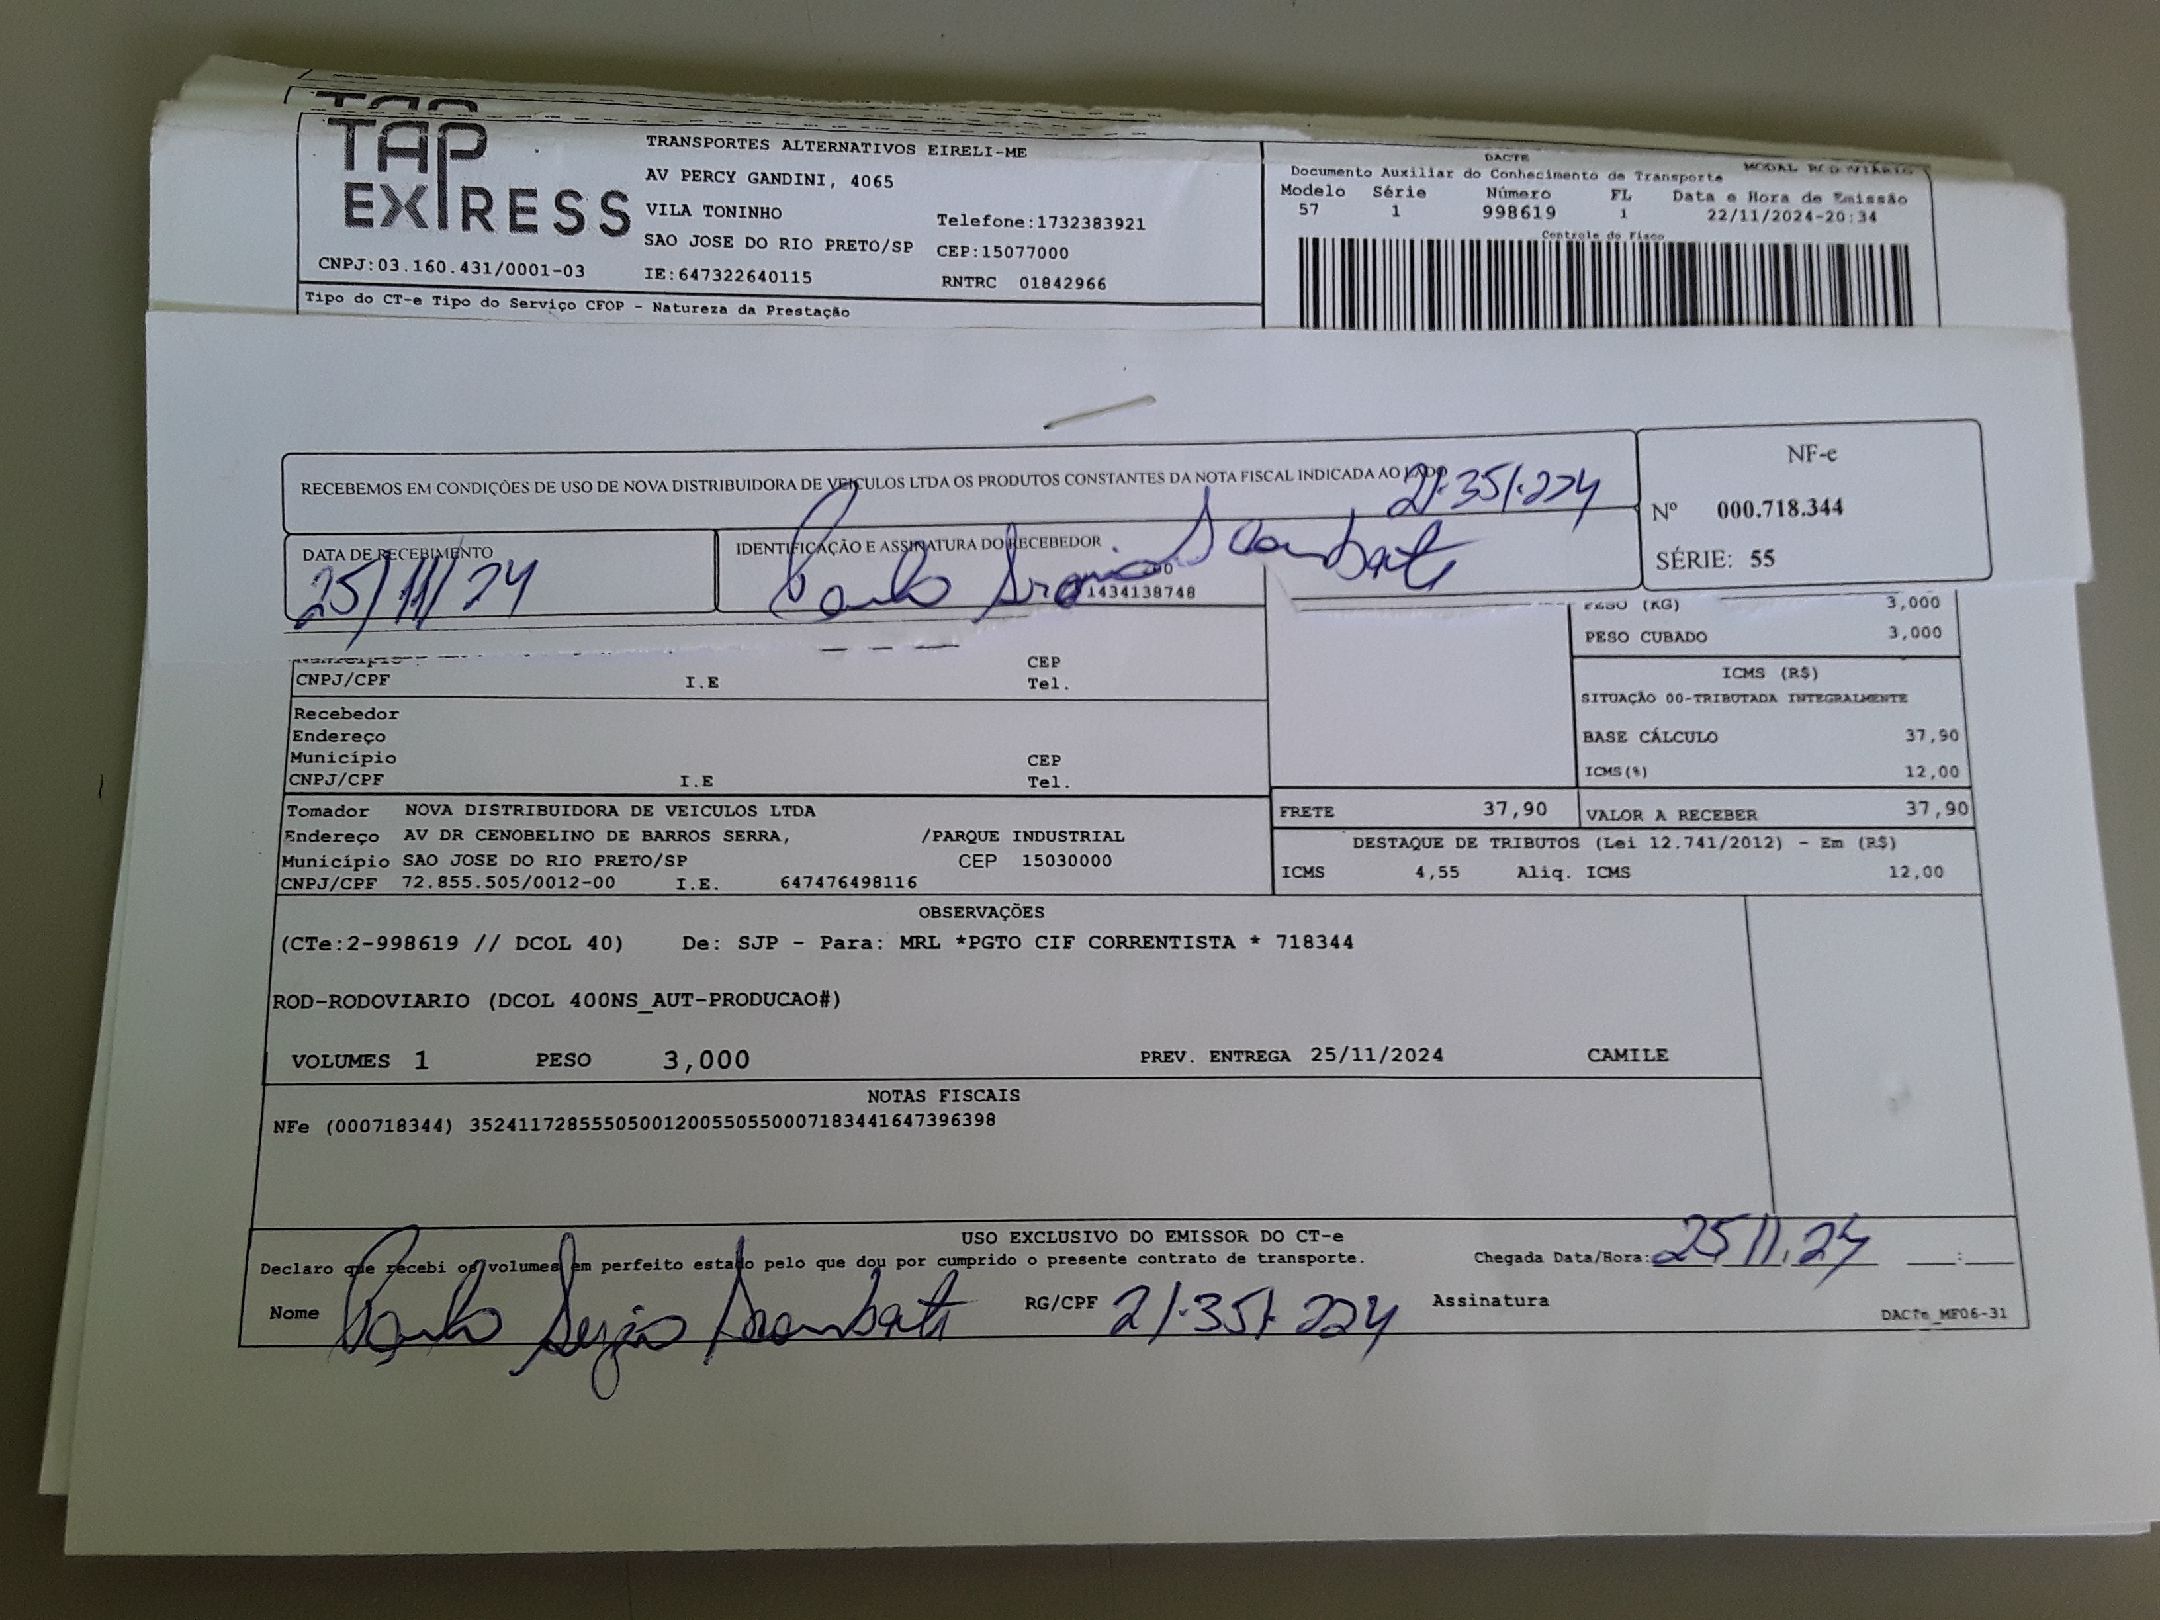 TAP
EXPRESS
TRANSPORTES ALTERNATIVOS EIRELI-ME
AV PERCY GANDINI, 4065
VILA TONINHO
Telefone:1732383921
SAO JOSE DO RIO PRETO/SP CEP:15077000
CNPJ:03.160.431/0001-03 IE:647322640115 RNTRC 01842966
Tipo do CT-e Tipo do Serviço CFOP - Natureza da Prestação
DACTE
MODAL RODOVIÁRIO
Documento Auxiliar do Conhecimento de Transporte
Modelo Série Número FL Data e Hora de Emissão
57 1 998619 1 22/11/2024-20:34
Controle do Fisco
RECEBEMOS EM CONDIÇÕES DE USO DE NOVA DISTRIBUIDORA DE VEICULOS LTDA OS PRODUTOS CONSTANTES DA NOTA FISCAL INDICADA AO LADO
21.351.224
DATA DE RECEBIMENTO
25/11/24
IDENTIFICAÇÃO E ASSINATURA DO RECEBEDOR
Paulo Sergio
NF-e
Nº 000.718.344
SÉRIE: 55
1434138748
PESO (KG) 3,000
PESO CUBADO 3,000
Município CEP
CNPJ/CPF I.E Tel.
ICMS (R$)
SITUAÇÃO 00-TRIBUTADA INTEGRALMENTE
BASE CÁLCULO 37,90
ICMS(%) 12,00
Recebedor
Endereço
Município CEP
CNPJ/CPF I.E Tel.
Tomador NOVA DISTRIBUIDORA DE VEICULOS LTDA
Endereço AV DR CENOBELINO DE BARROS SERRA, /PARQUE INDUSTRIAL
Município SAO JOSE DO RIO PRETO/SP CEP 15030000
CNPJ/CPF 72.855.505/0012-00 I.E. 647476498116
FRETE 37,90 VALOR A RECEBER 37,90
DESTAQUE DE TRIBUTOS (Lei 12.741/2012) - Em (R$)
ICMS 4,55 Aliq. ICMS 12,00
OBSERVAÇÕES
(CTe:2-998619 // DCOL 40) De: SJP - Para: MRL *PGTO CIF CORRENTISTA * 718344
ROD-RODOVIARIO (DCOL 400NS_AUT-PRODUCAO#)
VOLUMES 1 PESO 3,000 PREV. ENTREGA 25/11/2024 CAMILE
NOTAS FISCAIS
NFe (000718344) 35241172855505001200550550007183441647396398
USO EXCLUSIVO DO EMISSOR DO CT-e
Declaro que recebi os volumes em perfeito estado pelo que dou por cumprido o presente contrato de transporte. Chegada Data/Hora: 25 11.24 :
Nome Paulo Sergio RG/CPF 21.351.224 Assinatura
DACTe_MF06-31